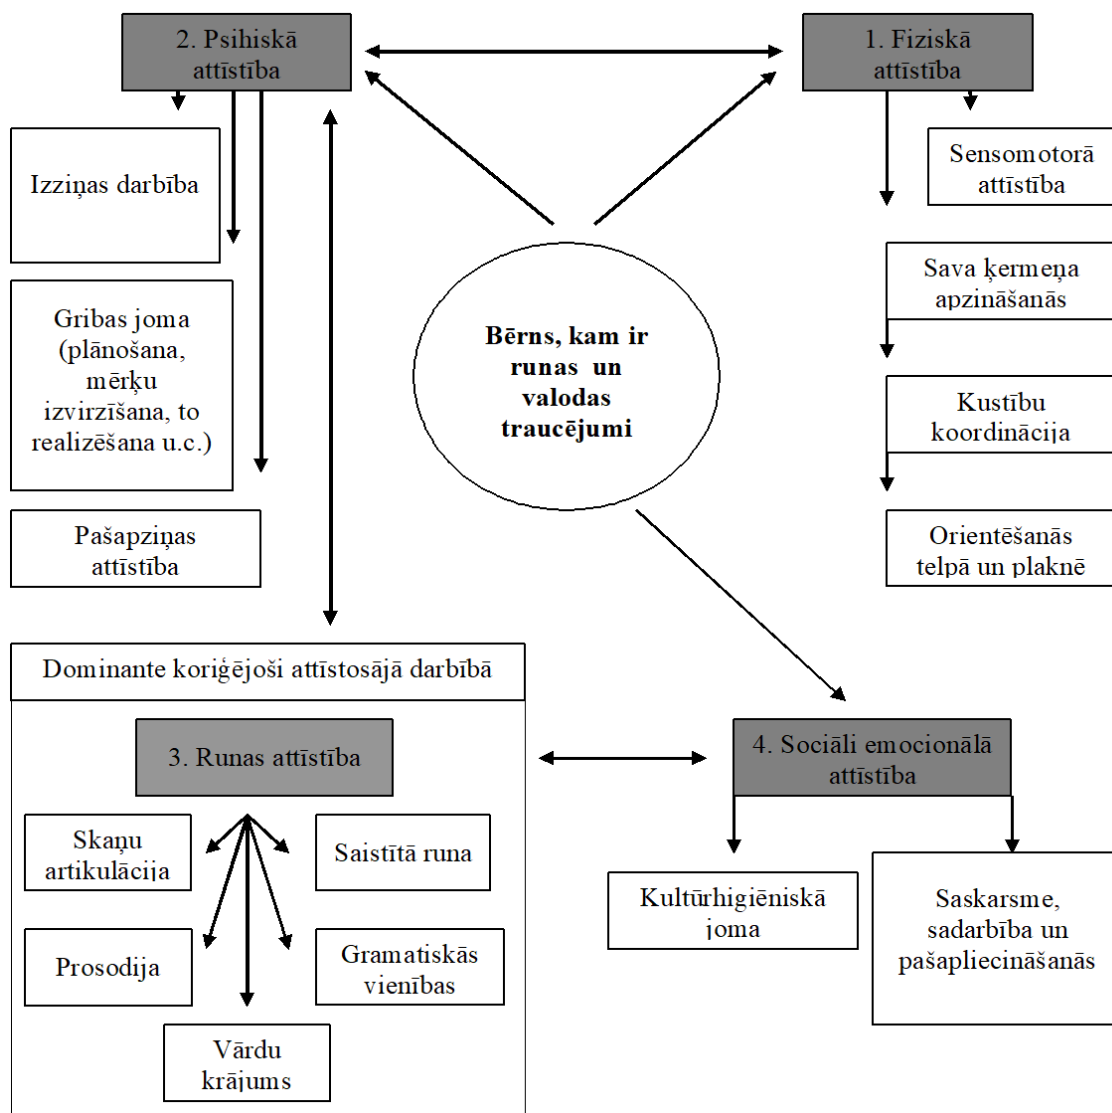 2. Psihiskā
attīstība
1. Fiziskā
attīstība
Izziņas darbība
Sensomotorā
attīstība
Gribas joma
(plānošana,
mērķu
izvirzīšana, to
realizēšana u.c.)
Sava ķermeņa
apzināšanās
Bērns, kam ir
runas un
valodas
traucējumi
Kustību
koordinācija
Pašapziņas
attīstība
Orientēšanās
telpā un plaknē
Dominante koriģējoši attīstosājā darbībā
3. Runas attīstība
4. Sociāli emocionālā
attīstība
Skaņu
artikulācija
Saistītā runa
Prosodija
Gramatiskās
vienības
Vārdu
krājums
Kultūrhigiēniskā
joma
Saskarsme,
sadarbība un
pašapliecināšanās